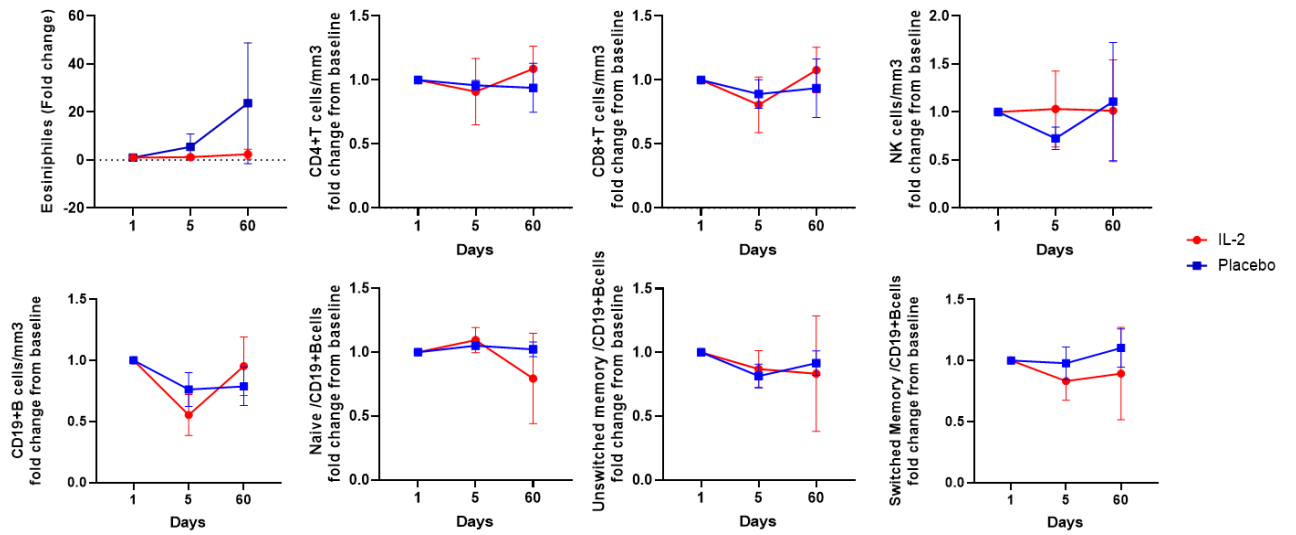 Eosiniphiles (Fold change)
60
40
20
0
-20
1 5 60
CD4+T cells/mm3
fold change from baseline
1.5
1.0
0.5
0.0
1 5 60
Days
CD8+T cells/mm3
fold change from baseline
1.5
1.0
0.5
0.0
1 5 60
Days
NK cells/mm3
fold change from baseline
2.0
1.5
1.0
0.5
0.0
1 5 60
Days
IL-2
Placebo
CD19+B cells/mm3
fold change from baseline
1.5
1.0
0.5
0.0
1 5 60
Days
Naive /CD19+Bcells
fold change from baseline
1.5
1.0
0.5
0.0
1 5 60
Days
Unswitched memory /CD19+Bcells
fold change from baseline
1.5
1.0
0.5
0.0
1 5 60
Days
Switched Memory /CD19+Bcells
fold change from baseline
1.5
1.0
0.5
0.0
1 5 60
Days